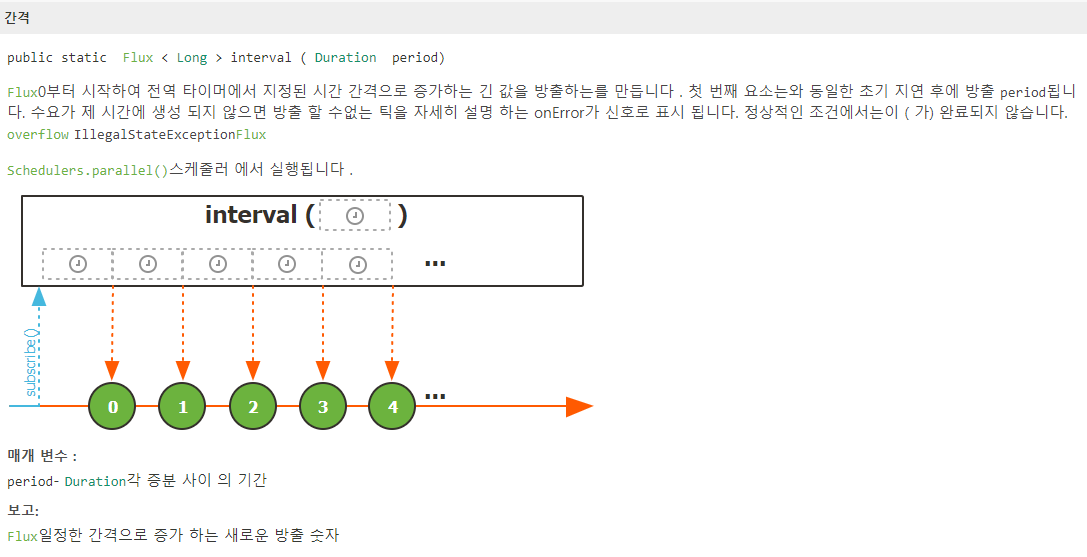 간격
public static Flux < Long > interval ( Duration period)
Flux0부터 시작하여 전역 타이머에서 지정된 시간 간격으로 증가하는 긴 값을 방출하는를 만듭니다 . 첫 번째 요소는와 동일한 초기 지연 후에 방출 period됩니
다. 수요가 제 시간에 생성 되지 않으면 방출 할 수없는 틱을 자세히 설명 하는 onError가 신호로 표시 됩니다. 정상적인 조건에서는이 ( 가) 완료되지 않습니다.
overflow IllegalStateExceptionFlux
Schedulers.parallel()스케줄러 에서 실행됩니다 .
interval ( )
...
subscribe()
0 1 2 3 4 ...
매개 변수 :
period- Duration각 증분 사이 의 기간
보고:
Flux일정한 간격으로 증가 하는 새로운 방출 숫자